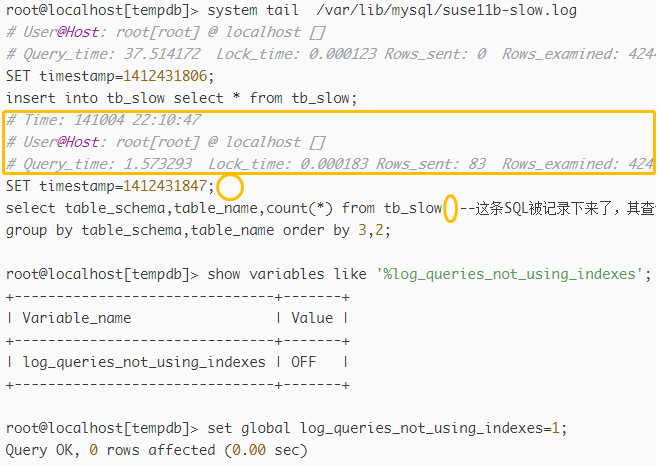 root@localhost[tempdb]> system tail  /var/lib/mysql/suse11b-slow.log
# User@Host: root[root] @ localhost []
# Query_time: 37.514172  Lock_time: 0.000123 Rows_sent: 0  Rows_examined: 4244
SET timestamp=1412431806;
insert into tb_slow select * from tb_slow;
# Time: 141004 22:10:47
# User@Host: root[root] @ localhost []
# Query_time: 1.573293  Lock_time: 0.000183 Rows_sent: 83  Rows_examined: 424
SET timestamp=1412431847;
select table_schema,table_name,count(*) from tb_slow  --这条SQL被记录下来了，其查
group by table_schema,table_name order by 3,2;
root@localhost[tempdb]> show variables like '%log_queries_not_using_indexes';
+-------------------------------+-------+
| Variable_name                 | Value |
+-------------------------------+-------+
| log_queries_not_using_indexes | OFF   |
+-------------------------------+-------+
root@localhost[tempdb]> set global log_queries_not_using_indexes=1;
Query OK, 0 rows affected (0.00 sec)